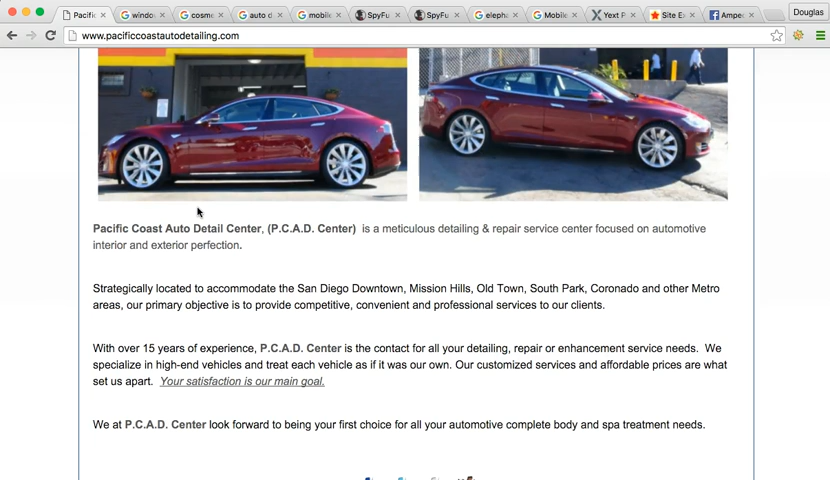 Pacific
windo
cosme
auto d
mobile
SpyFu
SpyFu
elepha
Mobile
Yext P
Site Ex
Ampe
Douglas
www.pacificcoastautodetailing.com
Pacific Coast Auto Detail Center, (P.C.A.D. Center) is a meticulous detailing & repair service center focused on automotive
interior and exterior perfection.
Strategically located to accommodate the San Diego Downtown, Mission Hills, Old Town, South Park, Coronado and other Metro
areas, our primary objective is to provide competitive, convenient and professional services to our clients.
With over 15 years of experience, P.C.A.D. Center is the contact for all your detailing, repair or enhancement service needs. We
specialize in high-end vehicles and treat each vehicle as if it was our own. Our customized services and affordable prices are what
set us apart. Your satisfaction is our main goal.
We at P.C.A.D. Center look forward to being your first choice for all your automotive complete body and spa treatment needs.